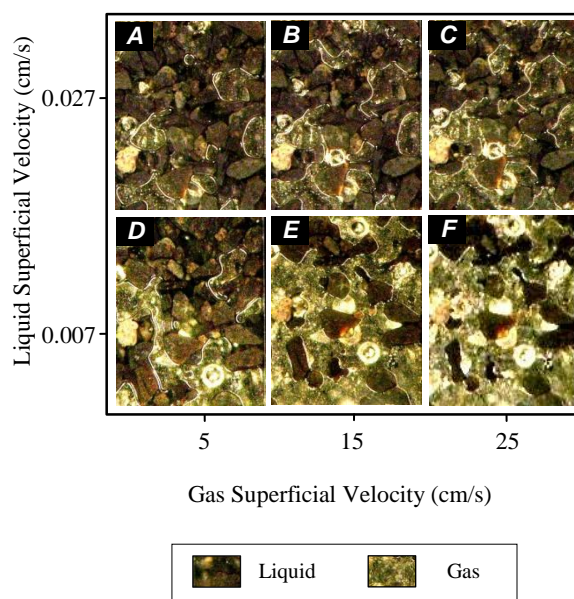 A B C
0.027
D E F
0.007
Liquid Superficial Velocity (cm/s)
5 15 25
Gas Superficial Velocity (cm/s)
Liquid Gas